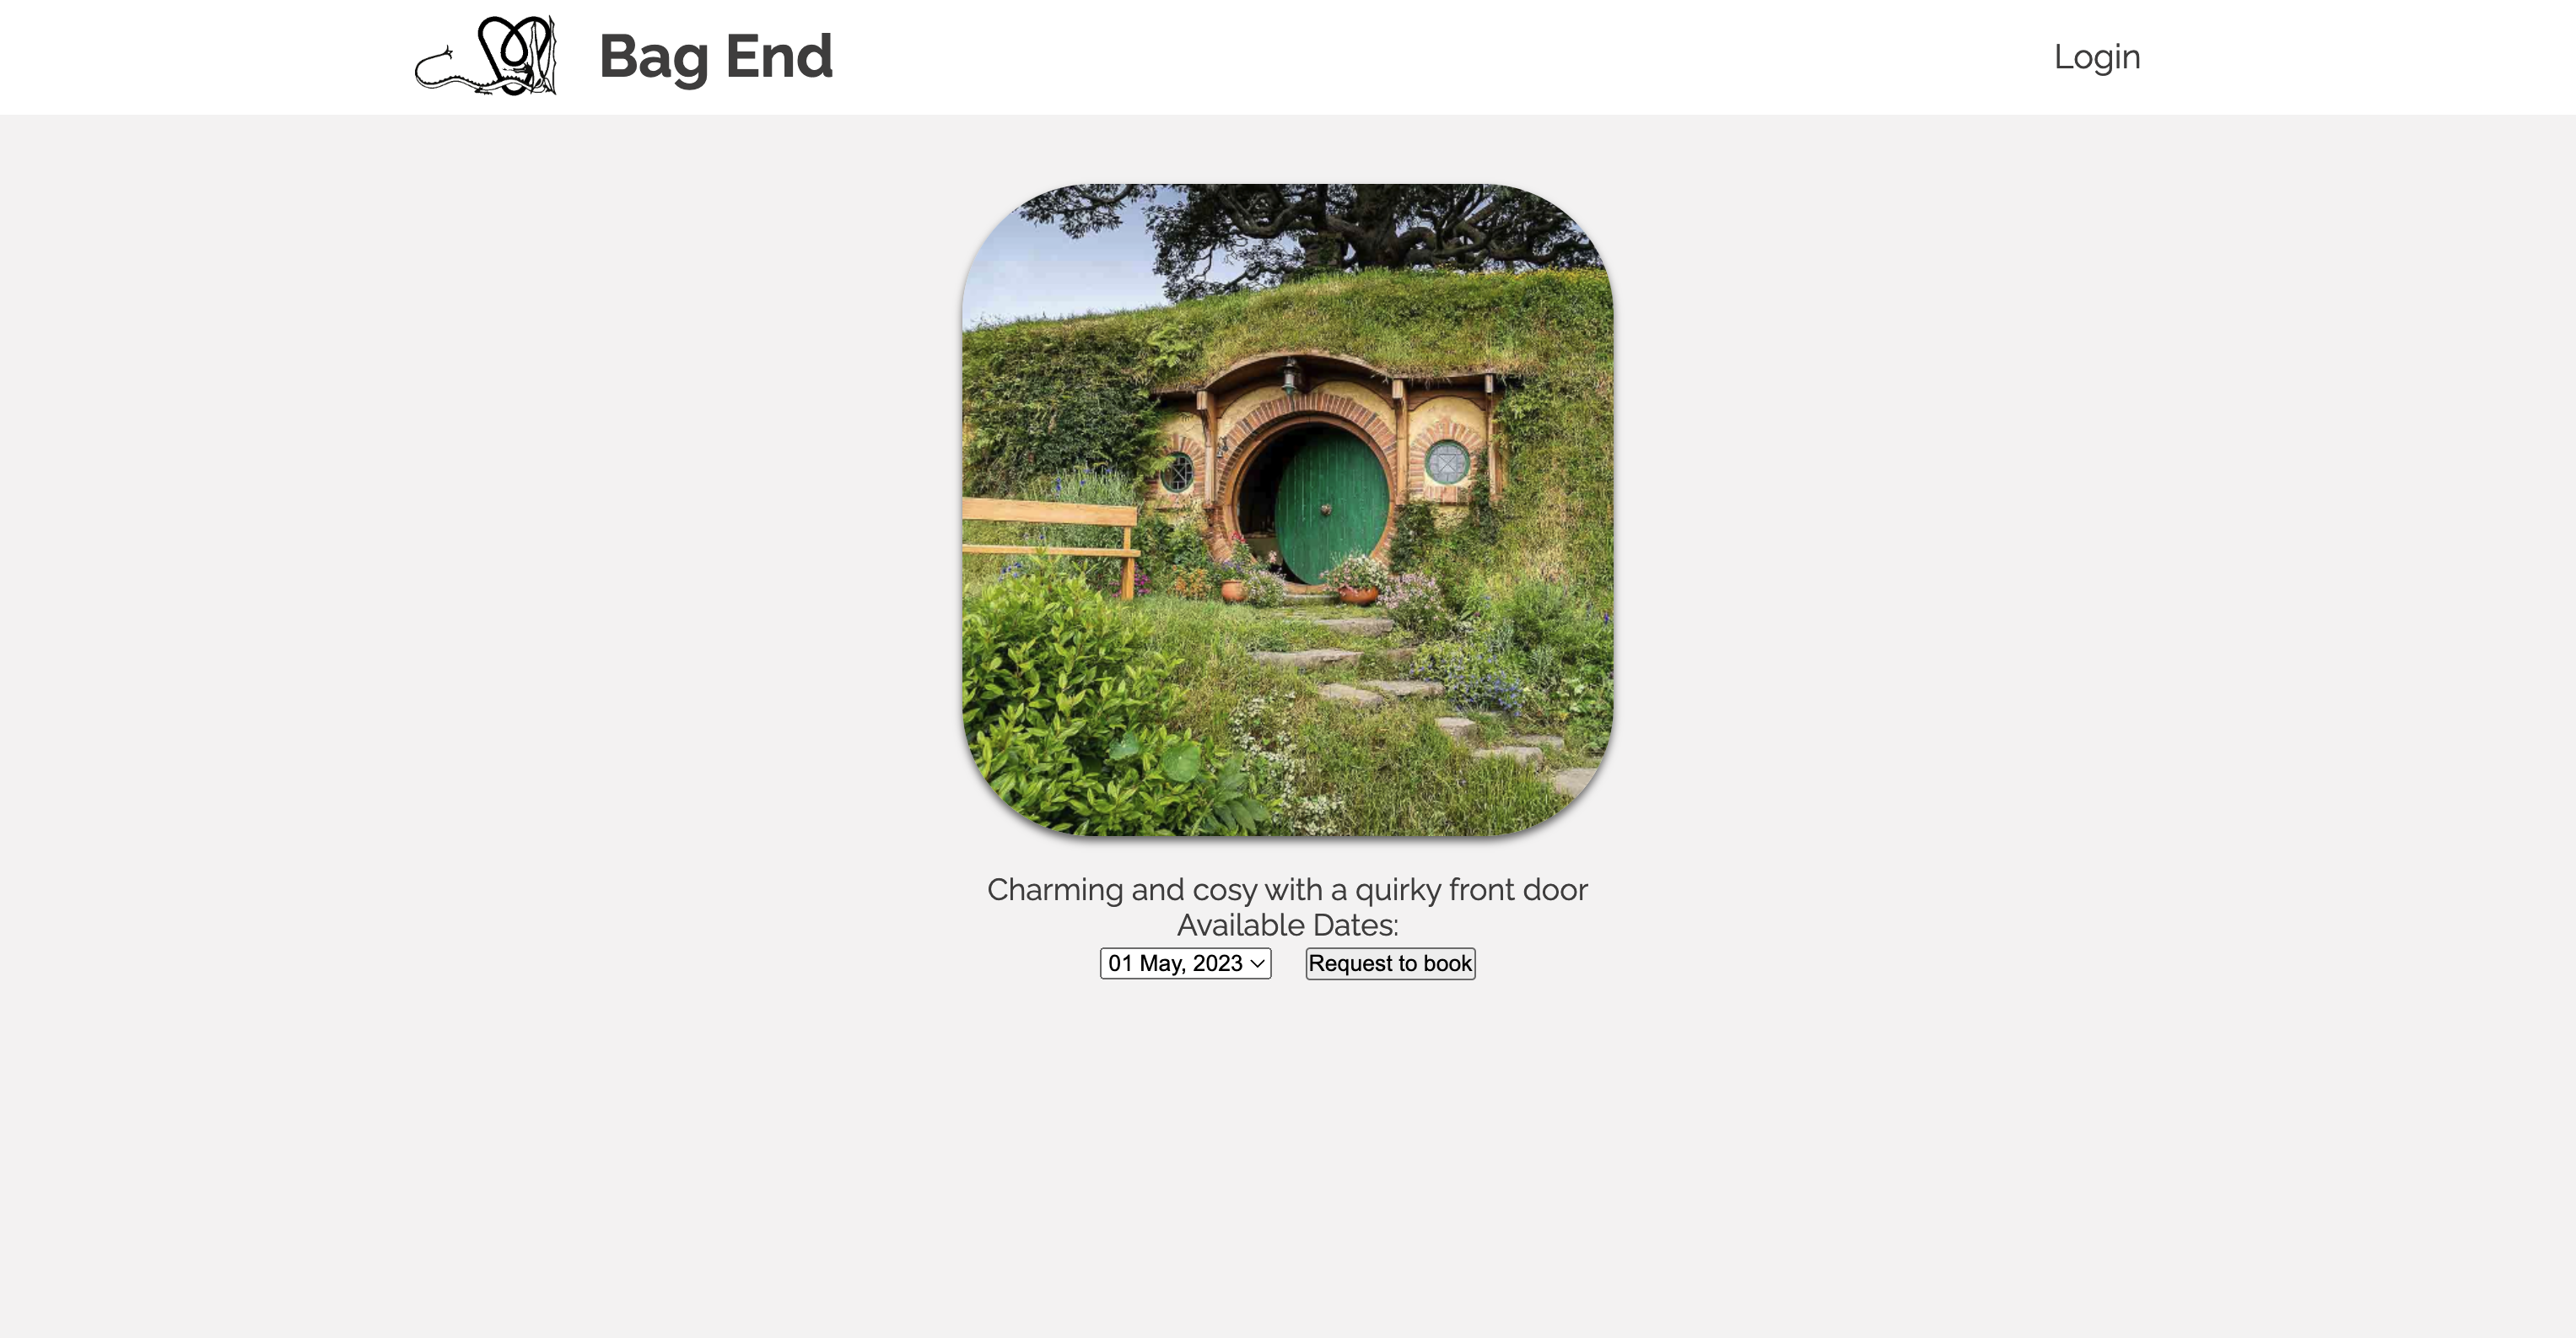 Bag End
Login
Charming and cosy with a quirky front door
Available Dates:
01 May, 2023
Request to book